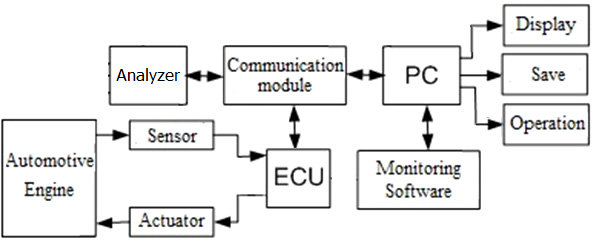 Display
Analyzer
Communication
module
PC
Save
Operation
Automotive
Engine
Sensor
ECU
Monitoring
Software
Actuator